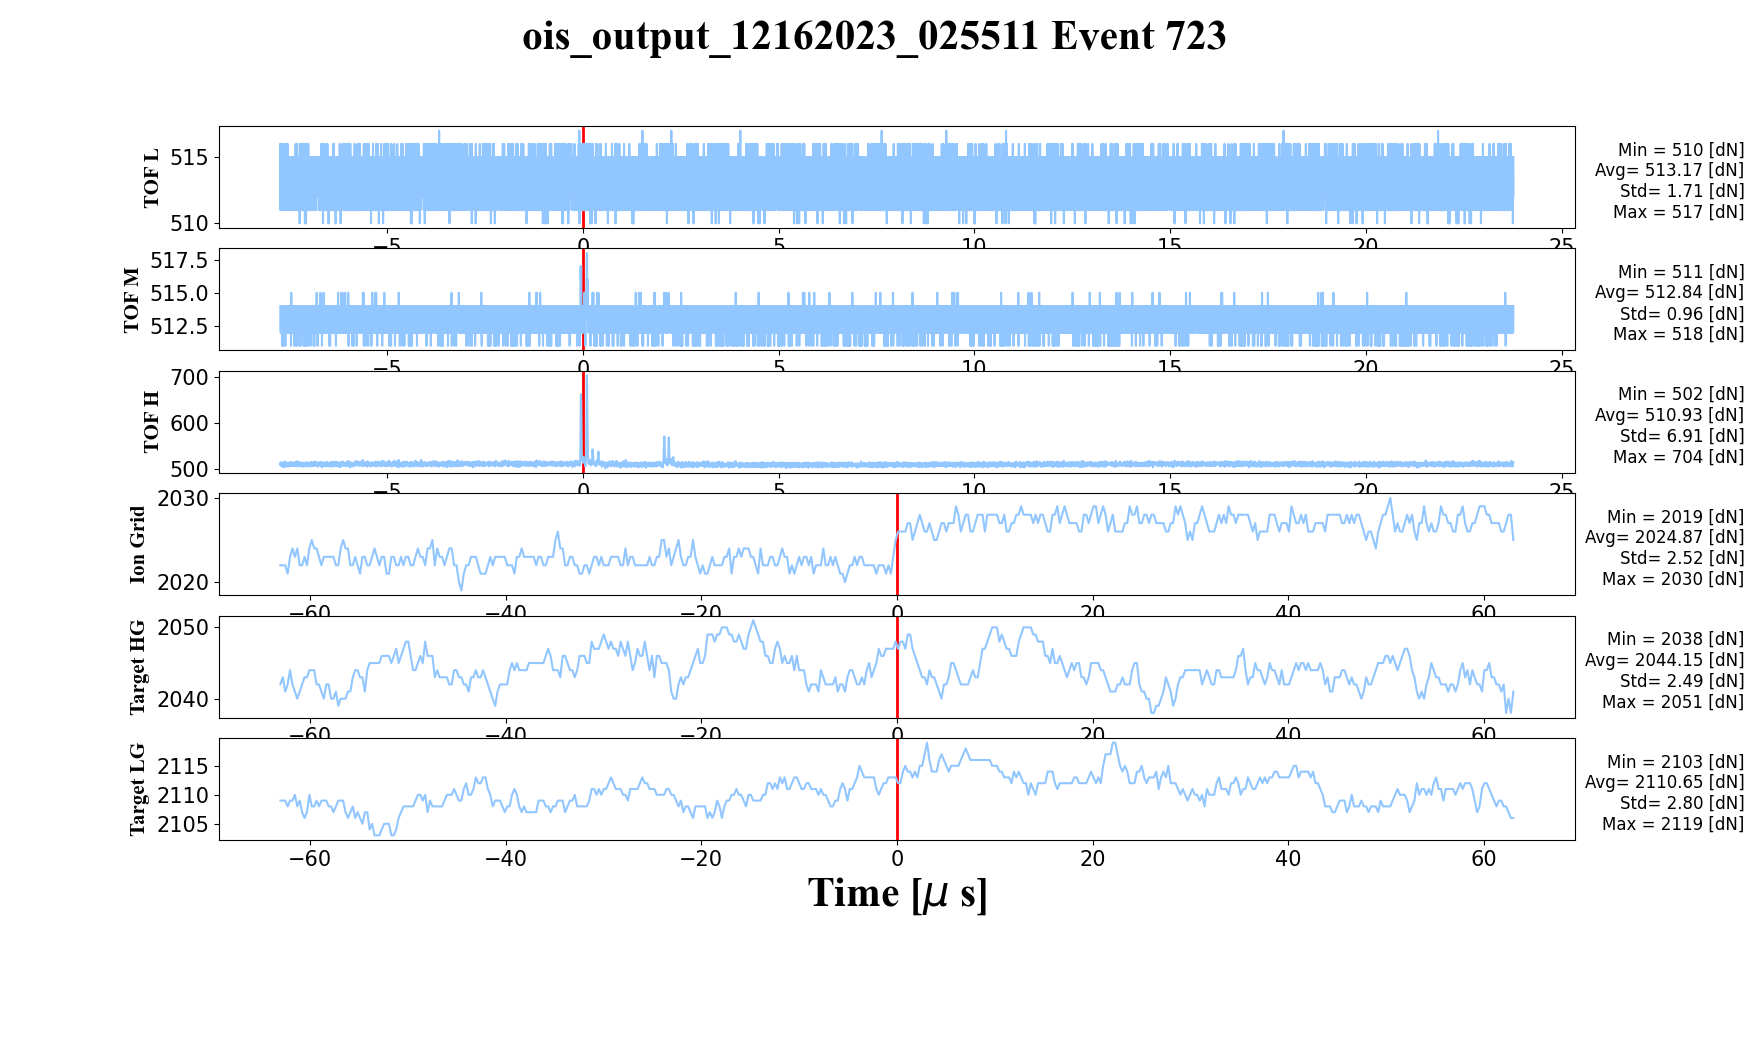 ois_output_12162023_025511 Event 723
TOF L
515
510
−5
0
5
10
15
20
25
Min = 510 [dN]
Avg= 513.17 [dN]
Std= 1.71 [dN]
Max = 517 [dN]
TOF M
517.5
515.0
512.5
−5
0
5
10
15
20
25
Min = 511 [dN]
Avg= 512.84 [dN]
Std= 0.96 [dN]
Max = 518 [dN]
TOF H
700
600
500
−5
0
5
10
15
20
25
Min = 502 [dN]
Avg= 510.93 [dN]
Std= 6.91 [dN]
Max = 704 [dN]
Ion Grid
2030
2020
−60
−40
−20
0
20
40
60
Min = 2019 [dN]
Avg= 2024.87 [dN]
Std= 2.52 [dN]
Max = 2030 [dN]
Target HG
2050
2040
−60
−40
−20
0
20
40
60
Min = 2038 [dN]
Avg= 2044.15 [dN]
Std= 2.49 [dN]
Max = 2051 [dN]
Target LG
2115
2110
2105
−60
−40
−20
0
20
40
60
Min = 2103 [dN]
Avg= 2110.65 [dN]
Std= 2.80 [dN]
Max = 2119 [dN]
Time [μ s]